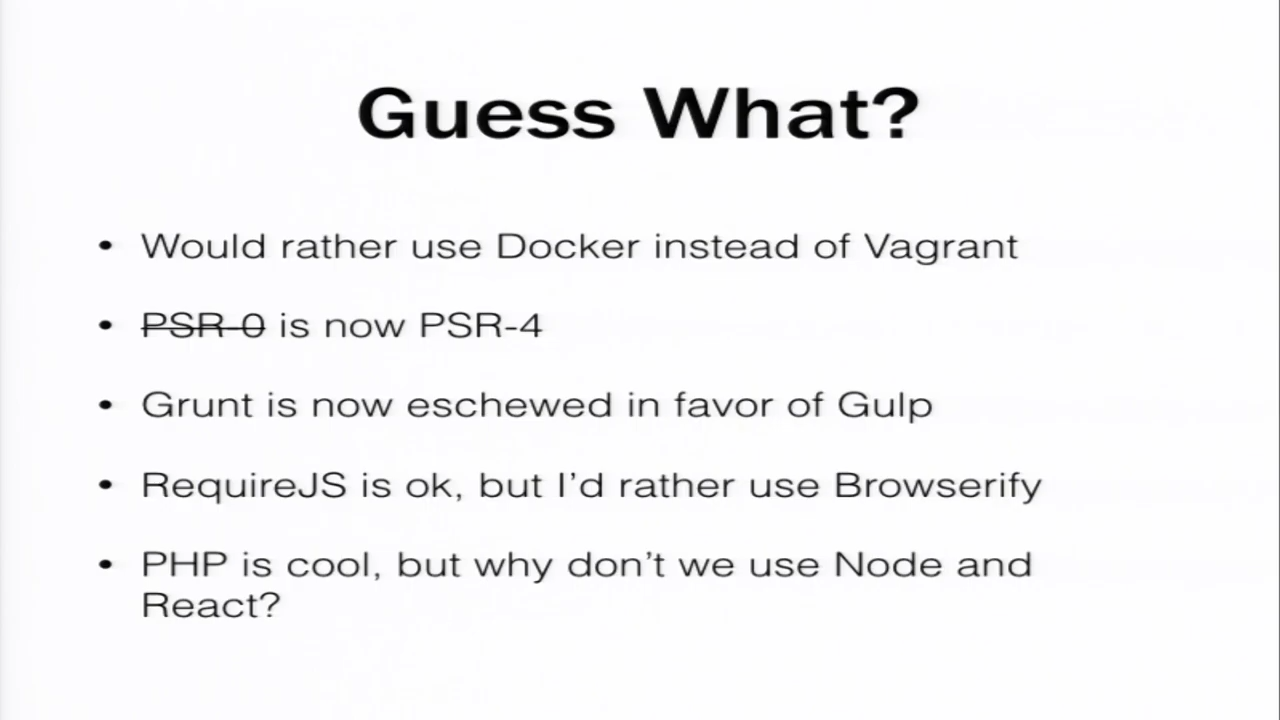 Guess What?
• Would rather use Docker instead of Vagrant
• PSR-0 is now PSR-4
• Grunt is now eschewed in favor of Gulp
• RequireJS is ok, but I’d rather use Browserify
• PHP is cool, but why don’t we use Node and
React?